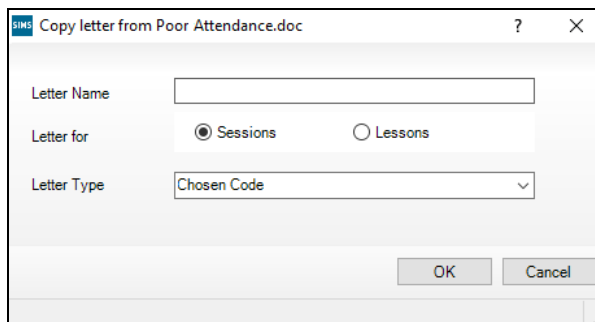 SIMS Copy letter from Poor Attendance.doc ?
Letter Name
Letter for Sessions Lessons
Letter Type Chosen Code
OK Cancel